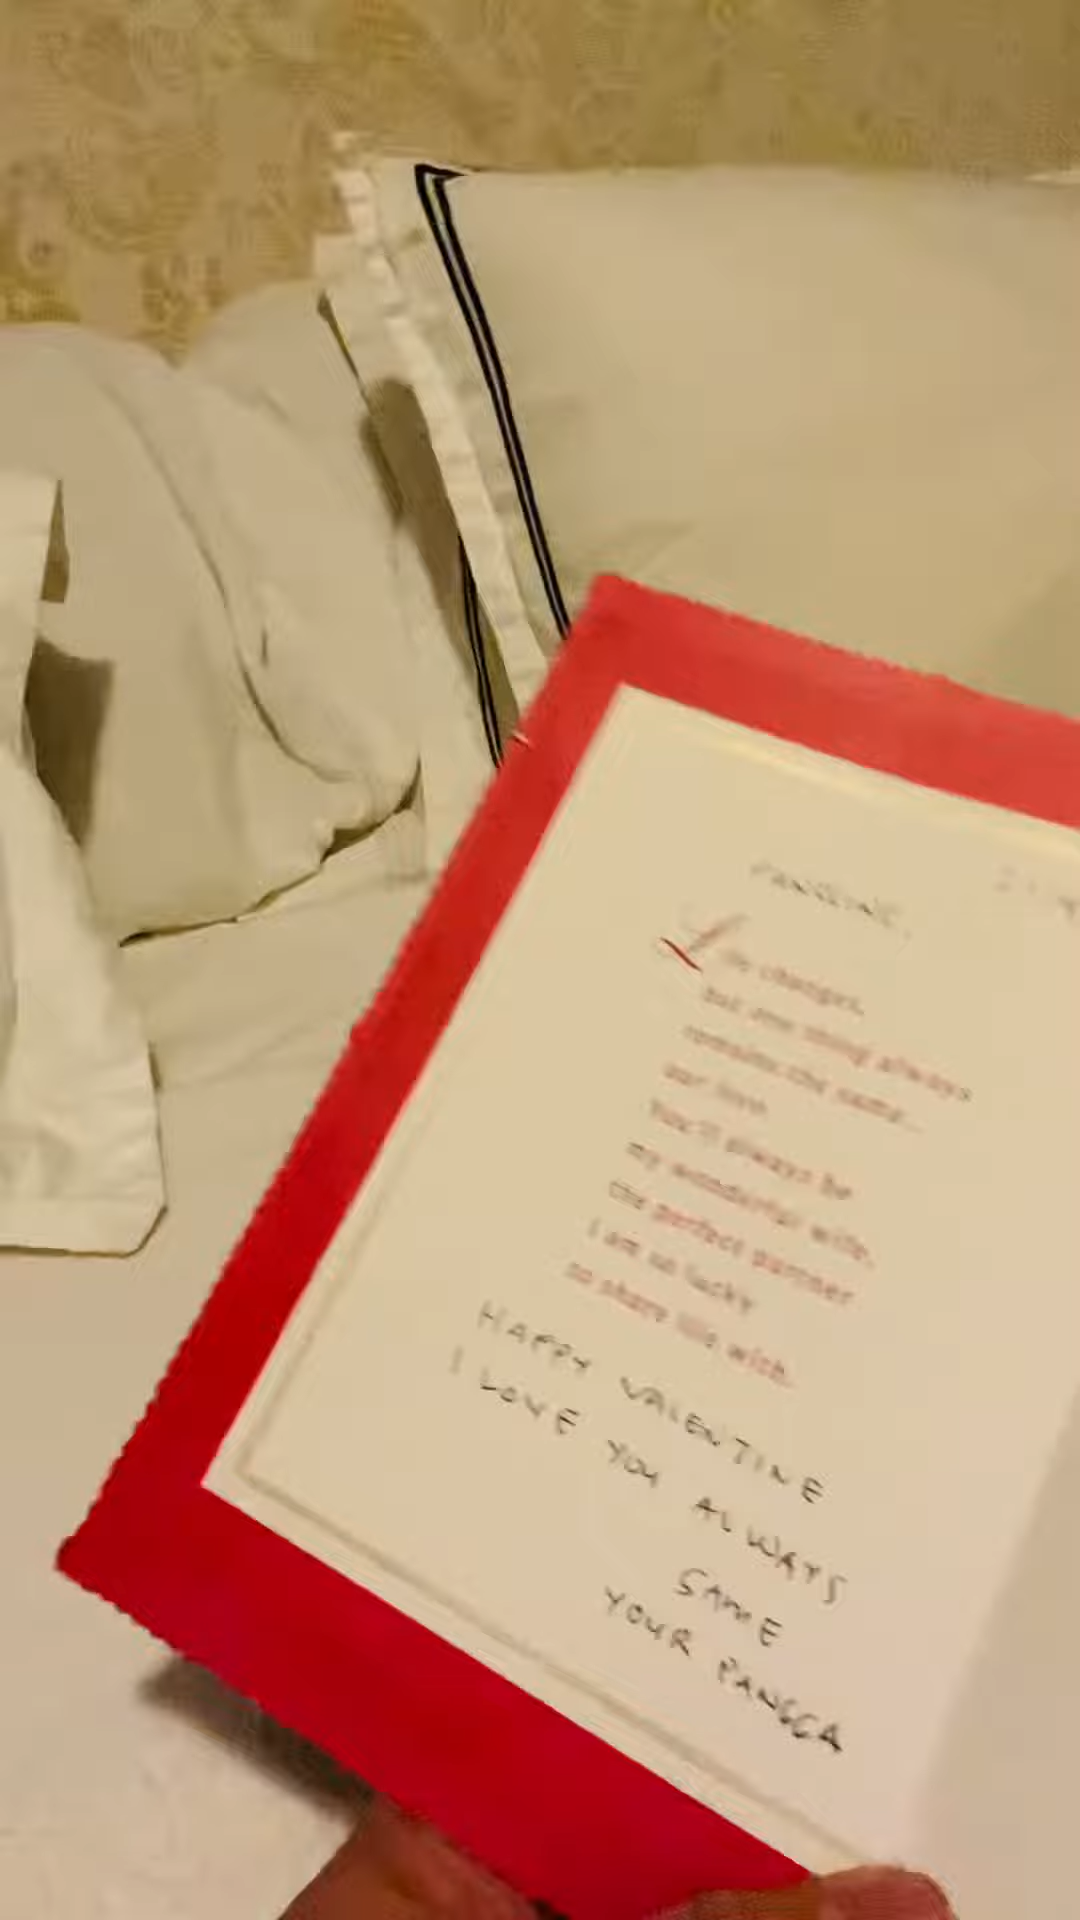 Life changes,
but one thing always
remains the same...
our love.
You'll always be
my wonderful wife,
the perfect partner
I am so lucky
to share life with.
HAPPY VALENTINE
I LOVE YOU ALWAYS
SAME
YOUR PANGGA